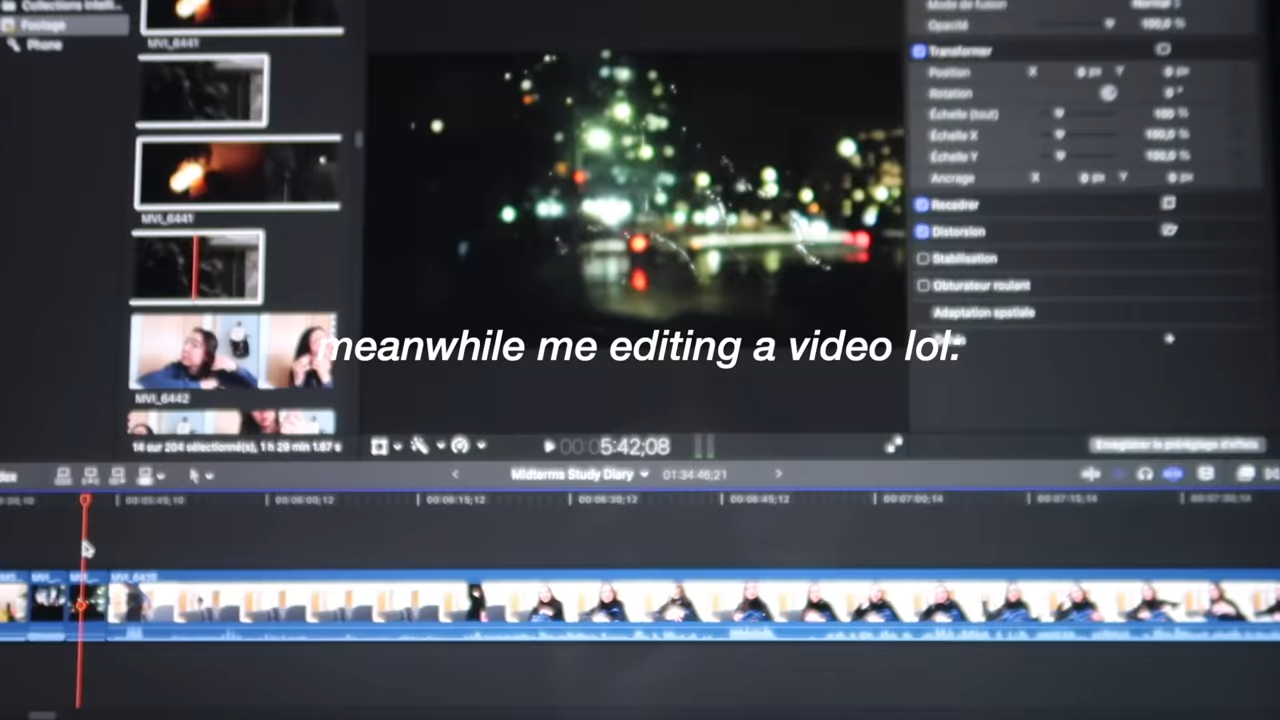 Collections intelli...
Footage
iPhone
MVI_6441
MVI_6441
MVI_6442
14 sur 204 sélectionné(s), 1 h 29 min 1.67 s
Mode de fusion
Normal
Opacité
100,0 %
Transformer
Position X 0 px Y 0 px
Rotation 0 °
Échelle (tout) 100 %
Échelle X 100,0 %
Échelle Y 100,0 %
Ancrage X 0 px Y 0 px
Recadrer
Distorsion
Stabilisation
Obturateur roulant
Adaptation spatiale
meanwhile me editing a video lol:
00:05:42;08
Enregistrer le préréglage d'effets
Midterms Study Diary 01:34:46;21
00:05:45;10 00:06:00;12 00:06:15;12 00:06:30;12 00:06:45;12 00:07:00;14 00:07:15;14 00:07:30;14
MVI_... MVI_6435